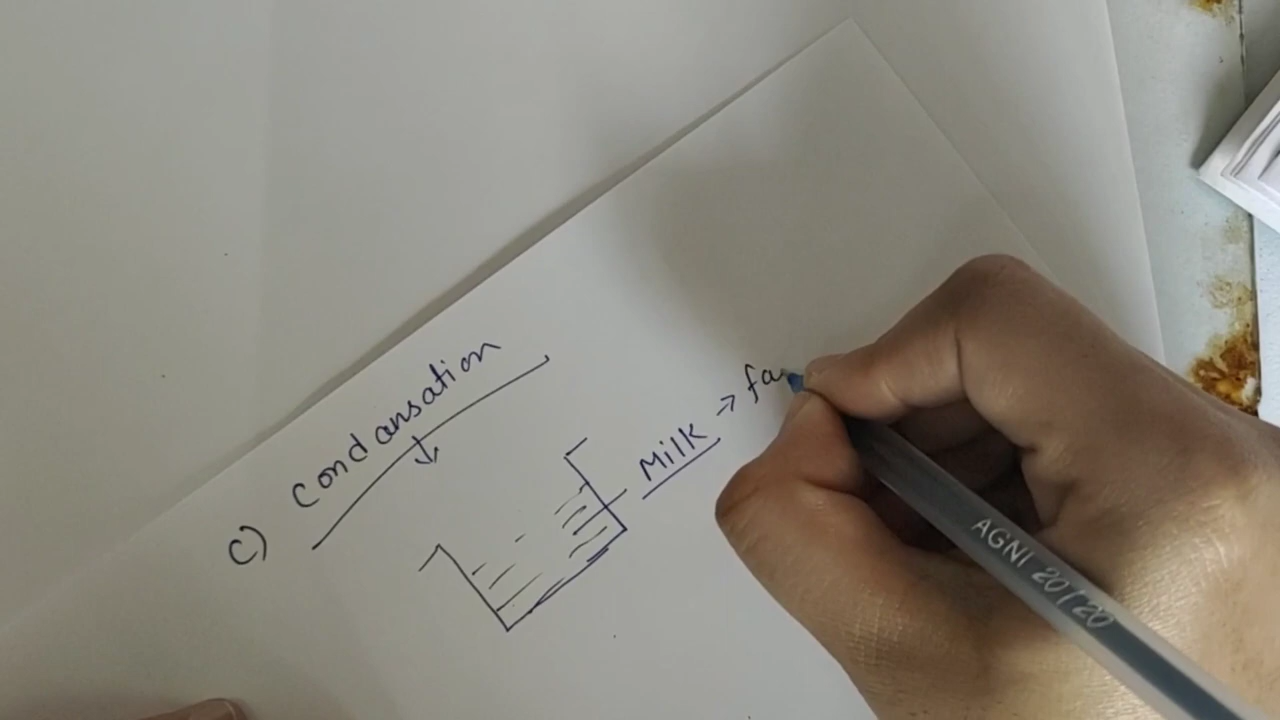 c) Condansation
Milk → fa
AGNI 20/20